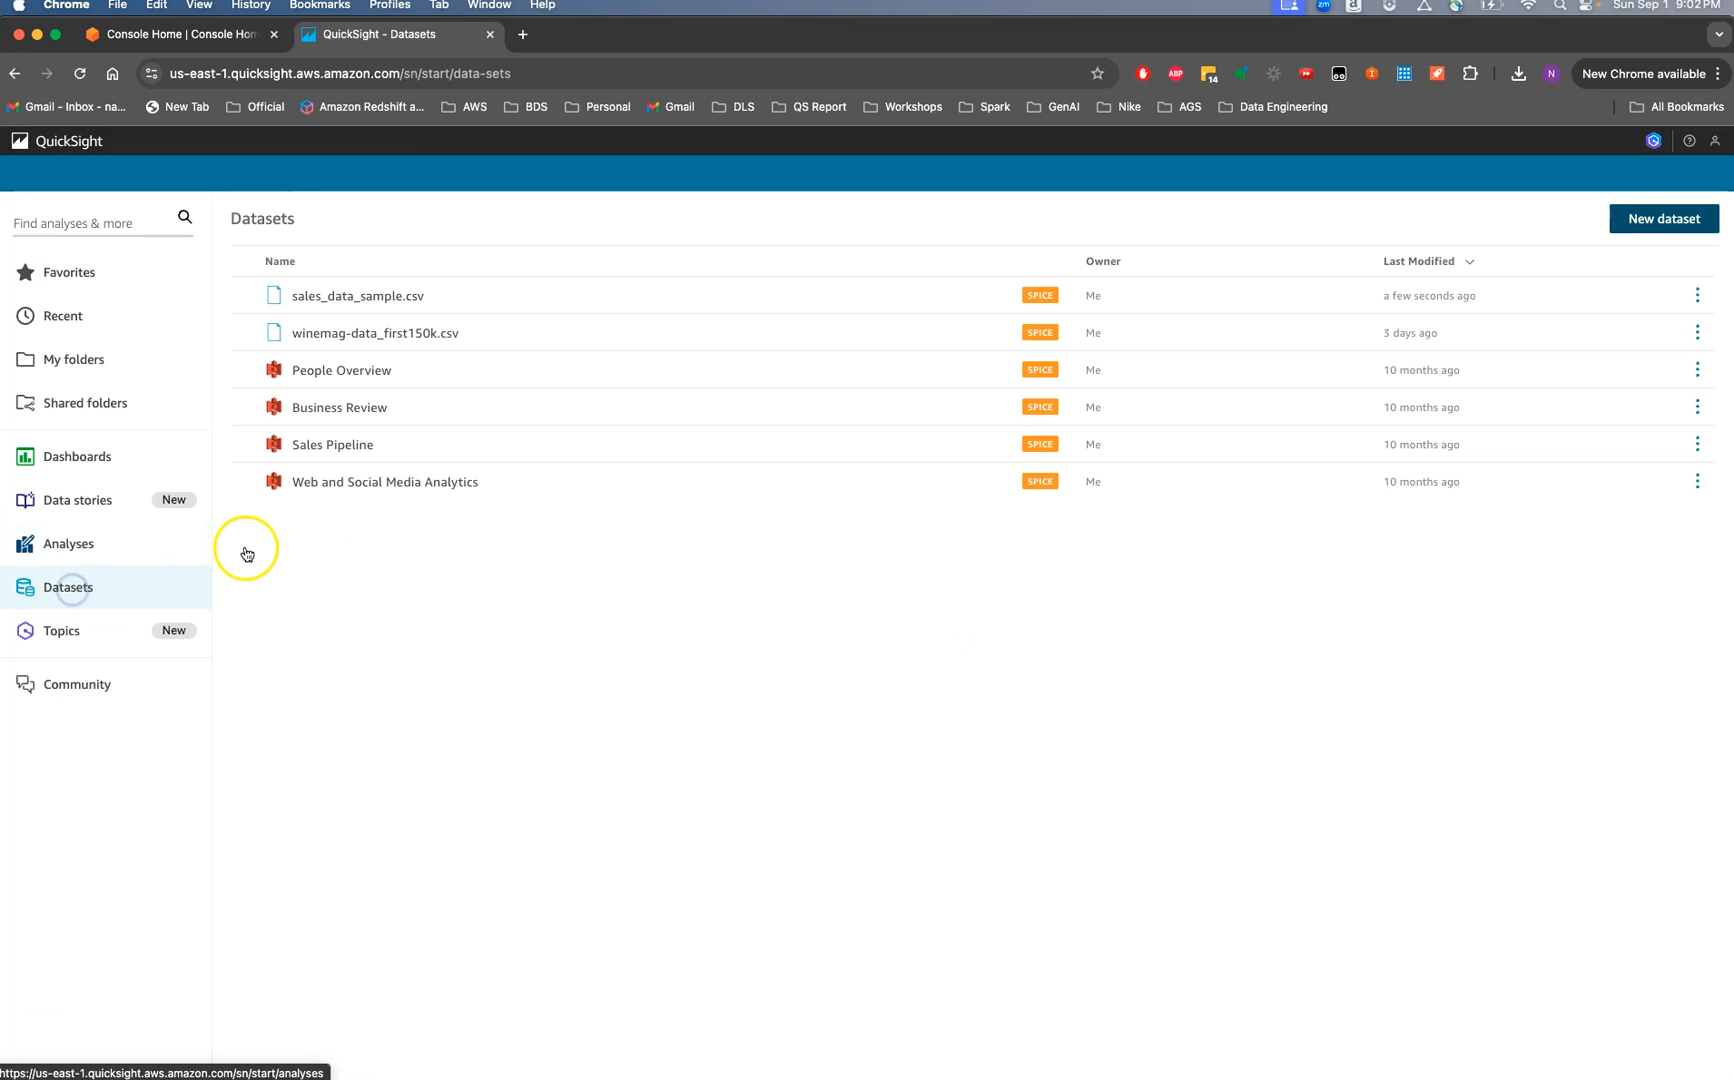 Chrome File Edit View History Bookmarks Profiles Tab Window Help zm a Sun Sep 1 9:02 PM
Console Home | Console Hom QuickSight - Datasets
us-east-1.quicksight.aws.amazon.com/sn/start/data-sets ABP 14 N New Chrome available
Gmail - Inbox - na... New Tab Official Amazon Redshift a... AWS BDS Personal Gmail DLS QS Report Workshops Spark GenAI Nike AGS Data Engineering All Bookmarks
QuickSight
Find analyses & more
Favorites
Recent
My folders
Shared folders
Dashboards
Data stories New
Analyses
Datasets
Topics New
Community
Datasets New dataset
Name Owner Last Modified
sales_data_sample.csv SPICE Me a few seconds ago
winemag-data_first150k.csv SPICE Me 3 days ago
People Overview SPICE Me 10 months ago
Business Review SPICE Me 10 months ago
Sales Pipeline SPICE Me 10 months ago
Web and Social Media Analytics SPICE Me 10 months ago
https://us-east-1.quicksight.aws.amazon.com/sn/start/analyses